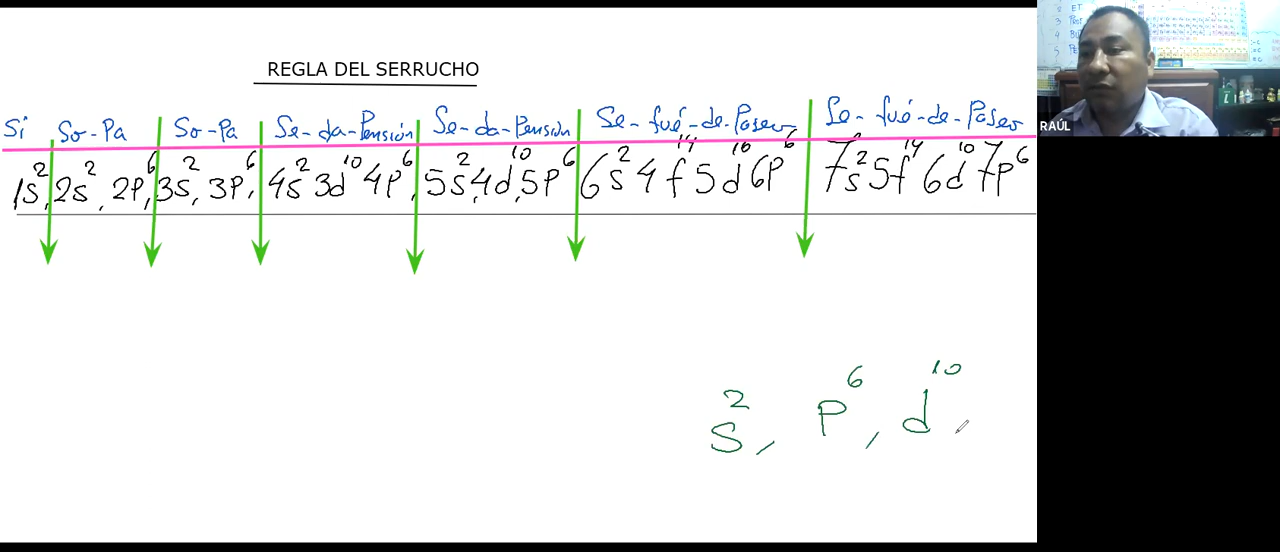 REGLA DEL SERRUCHO
Si So-Pa So-Pa Se-da-Pensión Se-da-Pensión Se-fué-de-Paseo, Se-fué-de-Paseo
1s², 2s², 2P⁶, 3s², 3P⁶, 4s² 3d¹⁰ 4P⁶, 5s², 4d¹⁰, 5P⁶ 6s² 4f¹⁴ 5d¹⁰ 6P⁶ 7s² 5f¹⁴ 6d¹⁰ 7P⁶
s², P⁶, d¹⁰
RAÚL